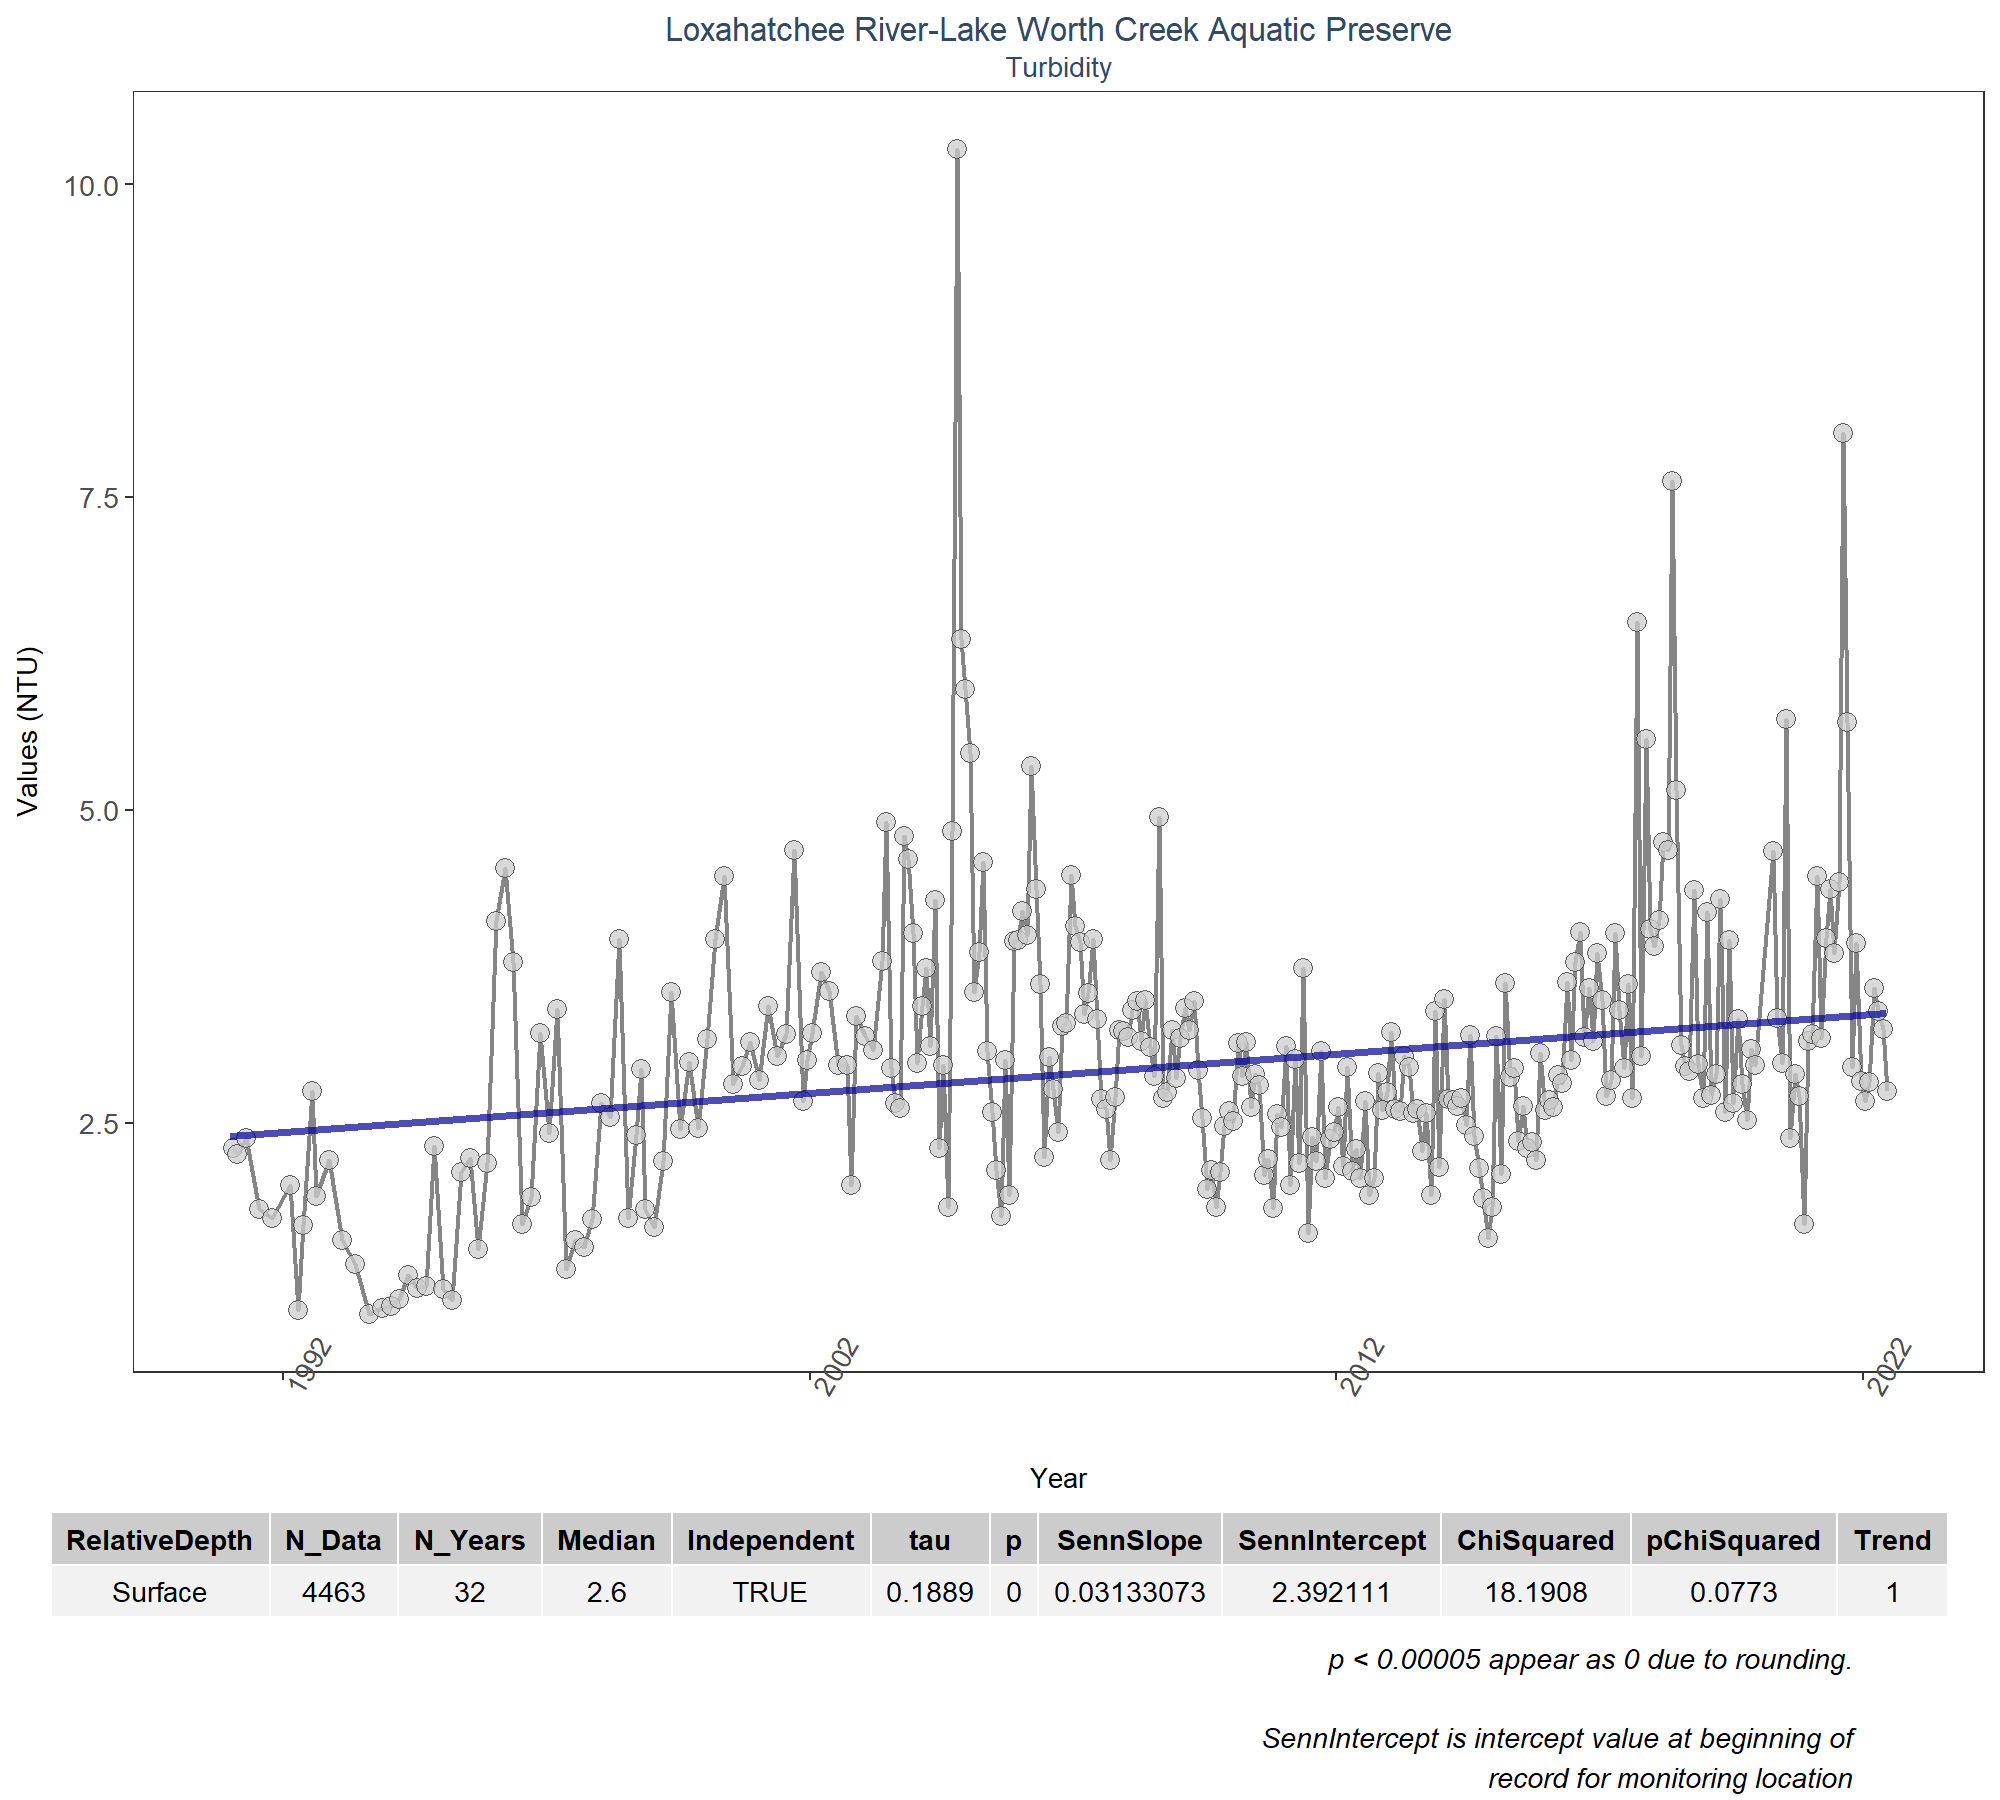 Loxahatchee River-Lake Worth Creek Aquatic Preserve
Turbidity
10.0
7.5
5.0
2.5
Values (NTU)
1992
2002
2012
2022
Year
RelativeDepth N_Data N_Years Median Independent tau p SennSlope SennIntercept ChiSquared pChiSquared Trend
Surface 4463 32 2.6 TRUE 0.1889 0 0.03133073 2.392111 18.1908 0.0773 1
p < 0.00005 appear as 0 due to rounding.
SennIntercept is intercept value at beginning of
record for monitoring location